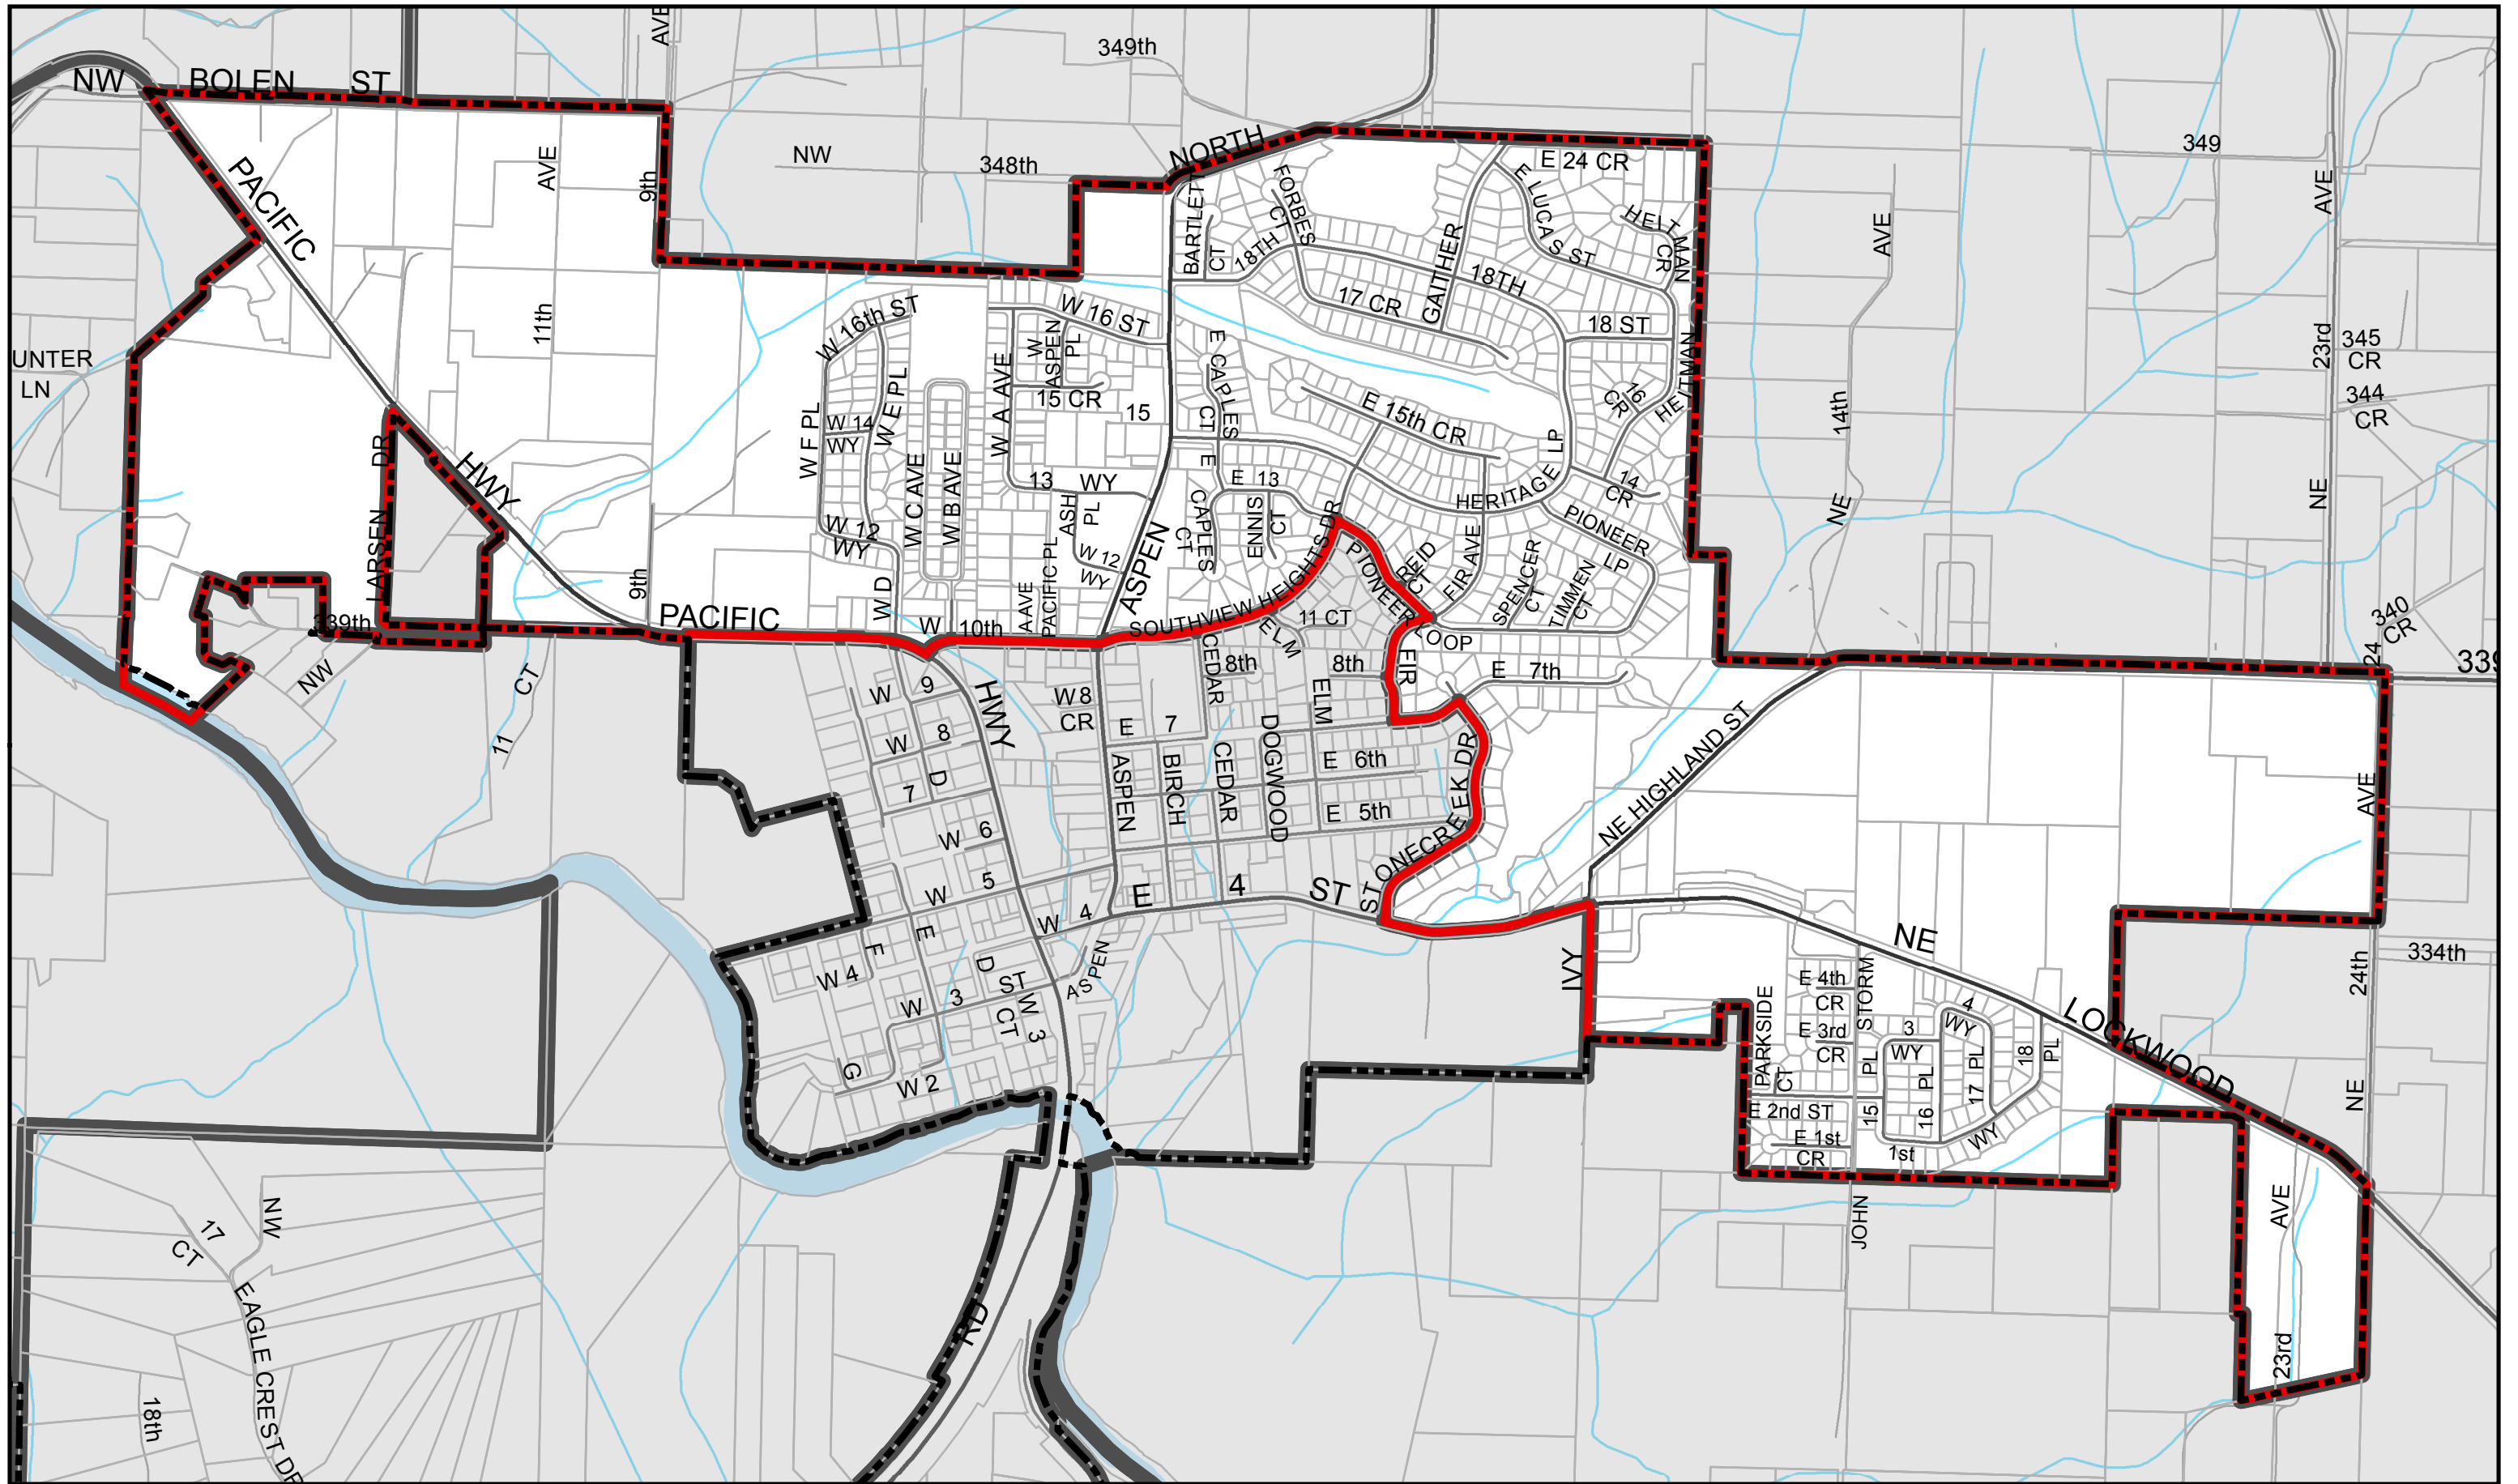 AVE
349th
NW BOLEN ST
349
NORTH
NW
348th
E 24 CR
PACIFIC
AVE
9th
BARTLETT
CT
FORBES
CT
18TH
E LUCAS ST
HEITMAN
CR
AVE
AVE
GAITHER
18TH
17 CR
18 ST
11th
W 16th ST
W 16 ST
W
ASPEN
PL
E CAPLES
CT
UNTER
LN
23rd
345
CR
344
CR
HEITMAN
16
CR
W A AVE
15 CR
15
W E PL
W F PL
W 14
WY
E 15th CR
14th
LARSEN DR
HWY
W C AVE
W B AVE
13 WY
ASH
PL
E
E 13
CAPLES
CT
ENNIS
CT
HERITAGE LP
14
CR
NE
NE
W 12
WY
W 12
WY
ASPEN
PIONEER
LP
FIR AVE
REID
CT
SPENCER
CT
TIMMEN
CT
9th
W D
A AVE
PACIFIC PL
SOUTHVIEW HEIGHTS DR
PIONEER LOOP
339th
PACIFIC
W 10th
11 CT
ELM
340
CR
24
339
NW
11 CT
CEDAR
8th
8th
FIR
E 7th
W 9
HWY
W 8
CR
ELM
E 7
W 8
D
ASPEN
BIRCH
CEDAR
DOGWOOD
E 6th
NE HIGHLAND ST
AVE
7
W 6
E 5th
STONECREEK DR
W 5
E 4 ST
W 4
F
E
W 4
D
ST
ASPEN
IVY
NE
334th
24th
W 3
W 3
CT
E 4th
CR
STORM
PARKSIDE
CT
E 3rd
CR
PL
3
WY
4
WY
PL
PL
17
18
PL
LOCKWOOD
G
W 2
E 2nd ST
15
16
NE
E 1st
CR
1st
WY
NW
17
CT
JOHN
AVE
EAGLE CREST DR
RD
23rd
18th